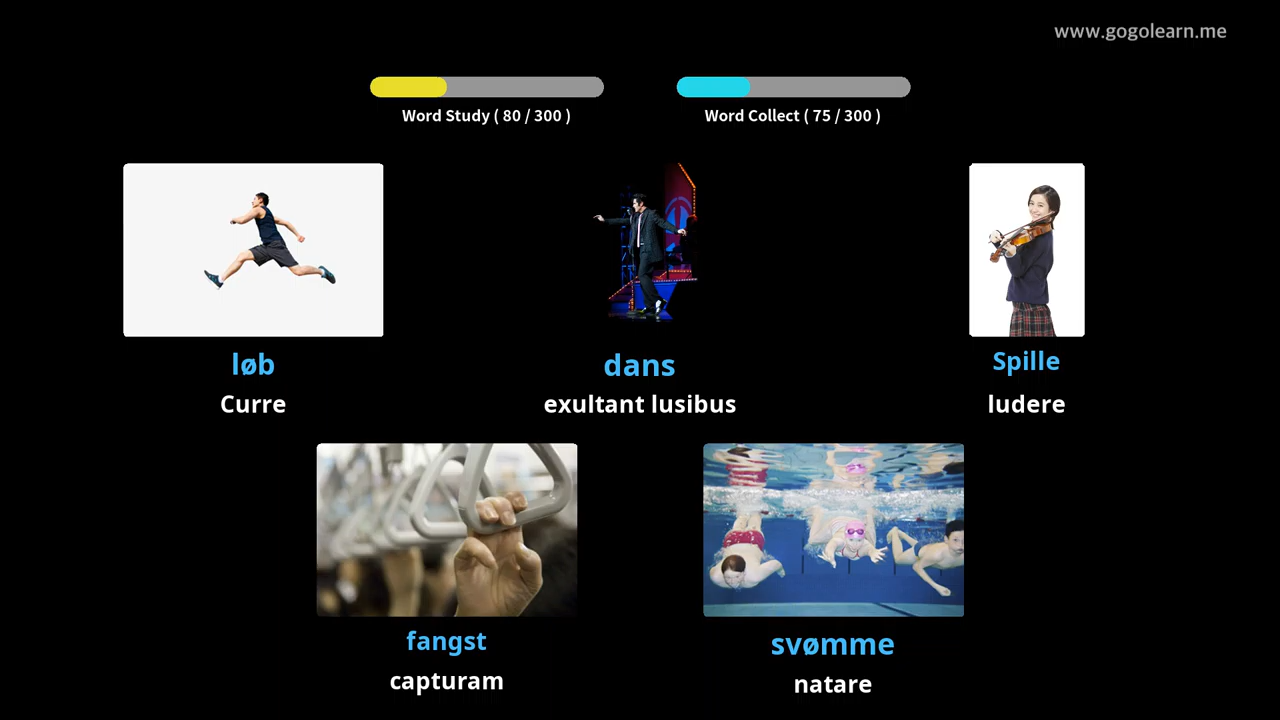 www.gogolearn.me
Word Study ( 80 / 300 )
Word Collect ( 75 / 300 )
løb
dans
Spille
Curre
exultant lusibus
ludere
fangst
svømme
capturam
natare